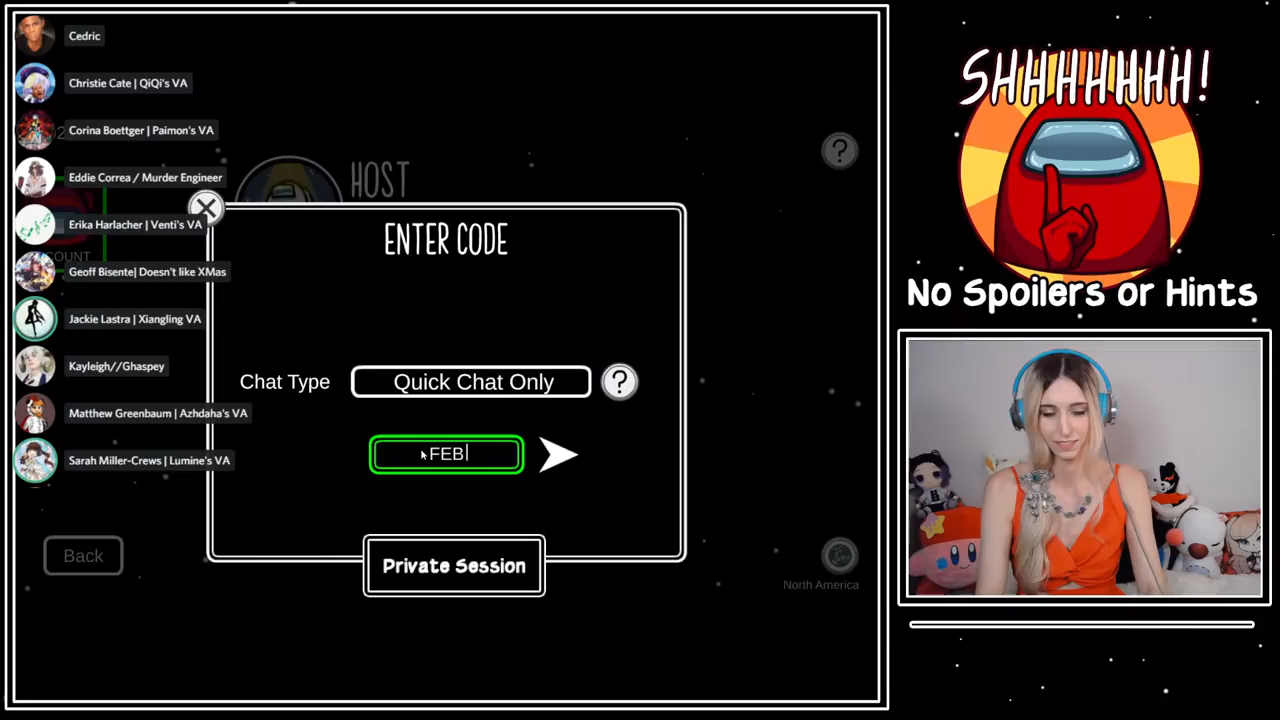 Cedric
Christie Cate | QiQi's VA
Corina Boettger | Paimon's VA
Eddie Correa / Murder Engineer
Erika Harlacher | Venti's VA
COUNT
Geoff Bisente| Doesn't like XMas
Jackie Lastra | Xiangling VA
Kayleigh//Ghaspey
Matthew Greenbaum | Azhdaha's VA
Sarah Miller-Crews | Lumine's VA
HOST
?
ENTER CODE
Chat Type
Quick Chat Only
?
FEB
Private Session
Back
North America
SHHHHHHH!
No Spoilers or Hints